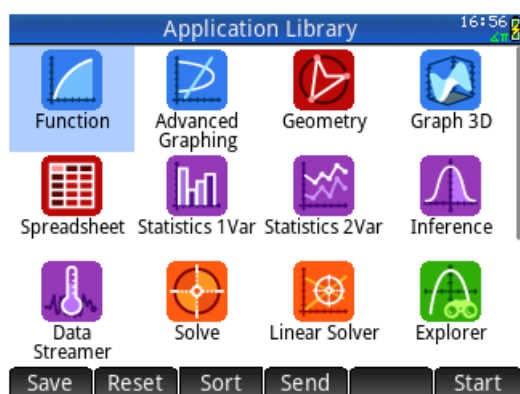 Application Library
16:56
∠π
Function
Advanced
Graphing
Geometry
Graph 3D
Spreadsheet
Statistics 1Var
Statistics 2Var
Inference
Data
Streamer
Solve
Linear Solver
Explorer
Save
Reset
Sort
Send
Start